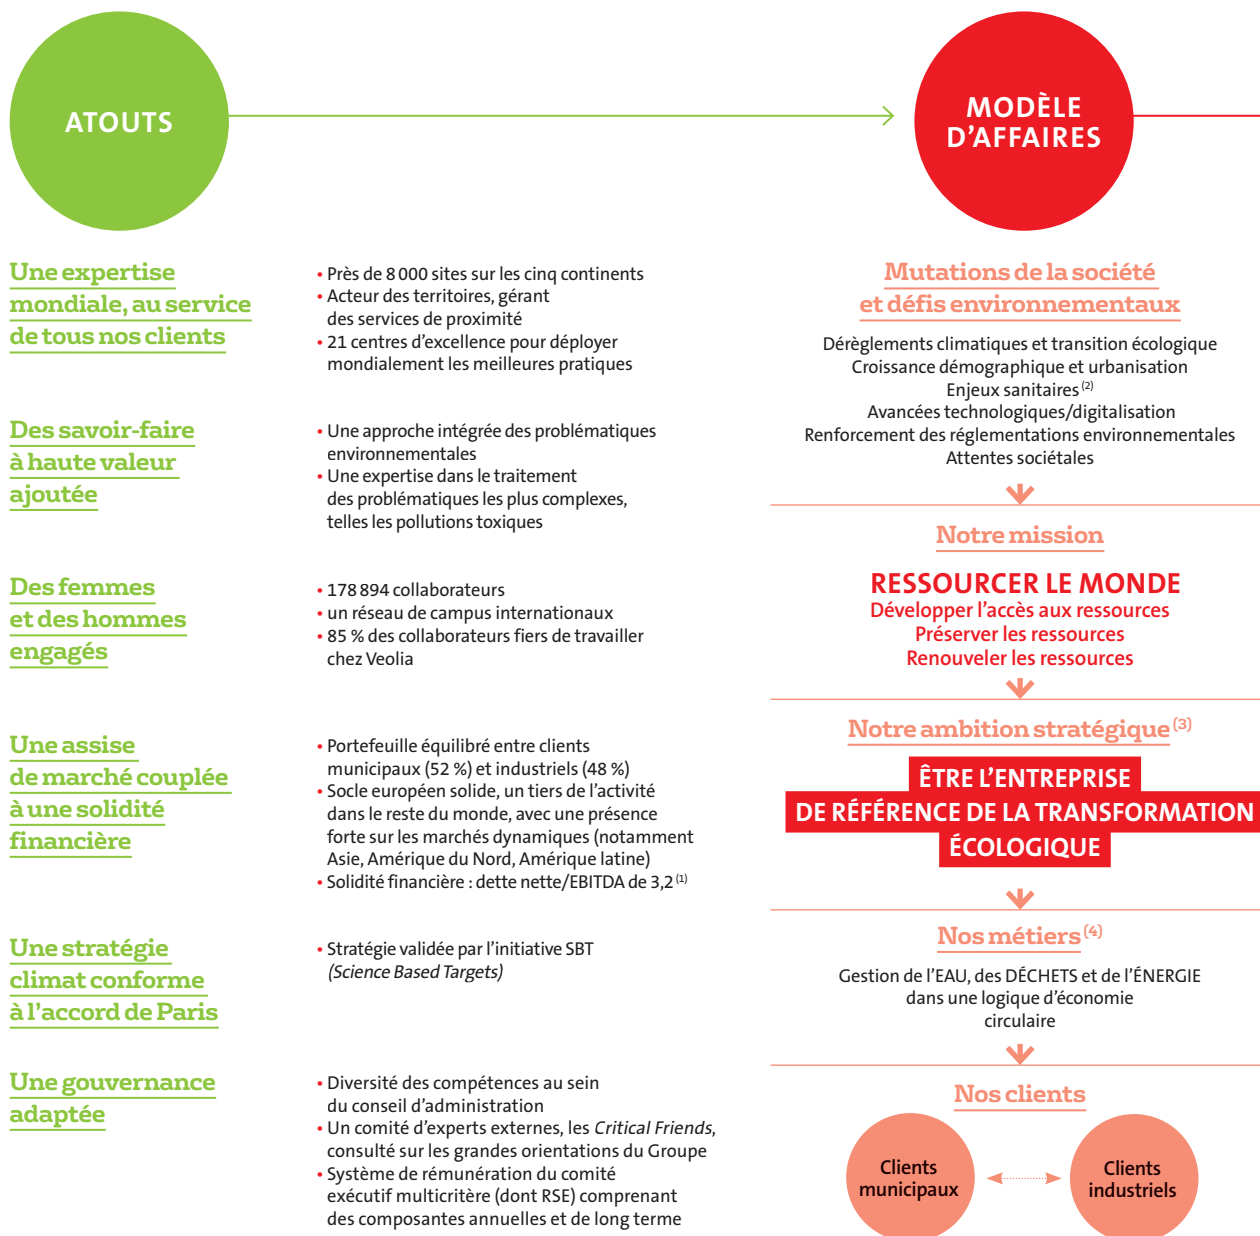 ATOUTS
Une expertise
mondiale, au service
de tous nos clients
• Près de 8 000 sites sur les cinq continents
• Acteur des territoires, gérant
des services de proximité
• 21 centres d’excellence pour déployer
mondialement les meilleures pratiques
Des savoir-faire
à haute valeur
ajoutée
• Une approche intégrée des problématiques
environnementales
• Une expertise dans le traitement
des problématiques les plus complexes,
telles les pollutions toxiques
Des femmes
et des hommes
engagés
• 178 894 collaborateurs
• un réseau de campus internationaux
• 85 % des collaborateurs fiers de travailler
chez Veolia
Une assise
de marché couplée
à une solidité
financière
• Portefeuille équilibré entre clients
municipaux (52 %) et industriels (48 %)
• Socle européen solide, un tiers de l’activité
dans le reste du monde, avec une présence
forte sur les marchés dynamiques (notamment
Asie, Amérique du Nord, Amérique latine)
• Solidité financière : dette nette/EBITDA de 3,2 (1)
Une stratégie
climat conforme
à l’accord de Paris
• Stratégie validée par l’initiative SBT
(Science Based Targets)
Une gouvernance
adaptée
• Diversité des compétences au sein
du conseil d’administration
• Un comité d’experts externes, les Critical Friends,
consulté sur les grandes orientations du Groupe
• Système de rémunération du comité
exécutif multicritère (dont RSE) comprenant
des composantes annuelles et de long terme
MODÈLE
D’AFFAIRES
Mutations de la société
et défis environnementaux
Dérèglements climatiques et transition écologique
Croissance démographique et urbanisation
Enjeux sanitaires (2)
Avancées technologiques/digitalisation
Renforcement des réglementations environnementales
Attentes sociétales
Notre mission
RESSOURCER LE MONDE
Développer l’accès aux ressources
Préserver les ressources
Renouveler les ressources
Notre ambition stratégique (3)
ÊTRE L’ENTREPRISE
DE RÉFÉRENCE DE LA TRANSFORMATION
ÉCOLOGIQUE
Nos métiers (4)
Gestion de l’EAU, des DÉCHETS et de l’ÉNERGIE
dans une logique d’économie
circulaire
Nos clients
Clients
municipaux
Clients
industriels